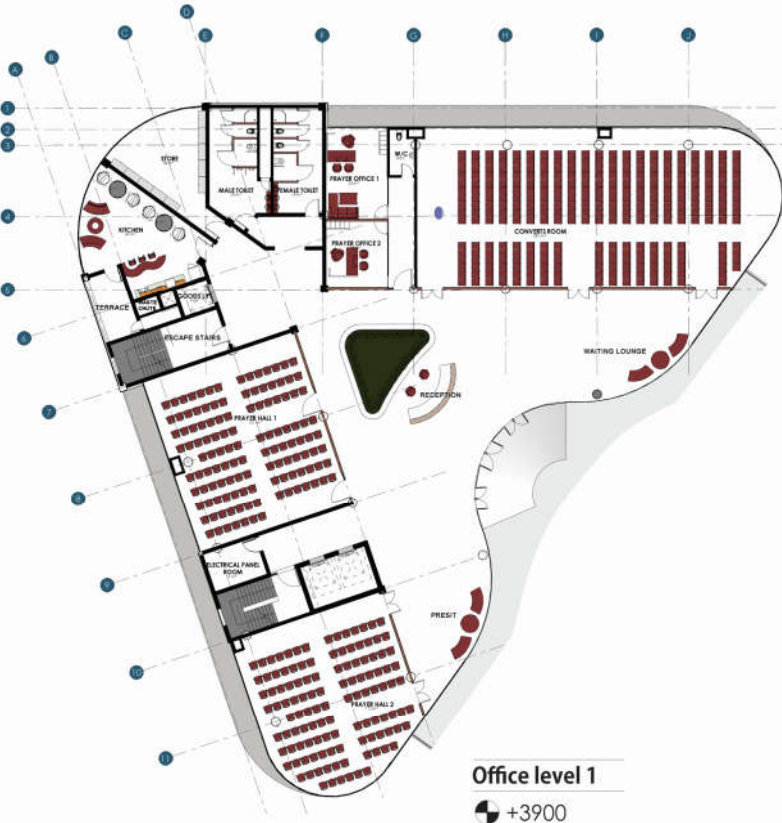 D
C
E
F
G
H
I
J
B
A
1
2
3
STORE
W/C
MALE TOILET
FEMALE TOILET
PRAYER OFFICE 1
4
KITCHEN
CONVERTS ROOM
PRAYER OFFICE 2
5
GOODS LIFT
WASTE
CHUTE
TERRACE
6
ESCAPE STAIRS
WAITING LOUNGE
RECEPTION
7
PRAYER HALL 1
8
ELECTRICAL PANEL
ROOM
9
PRESIT
10
PRAYER HALL 2
11
Office level 1
+3900